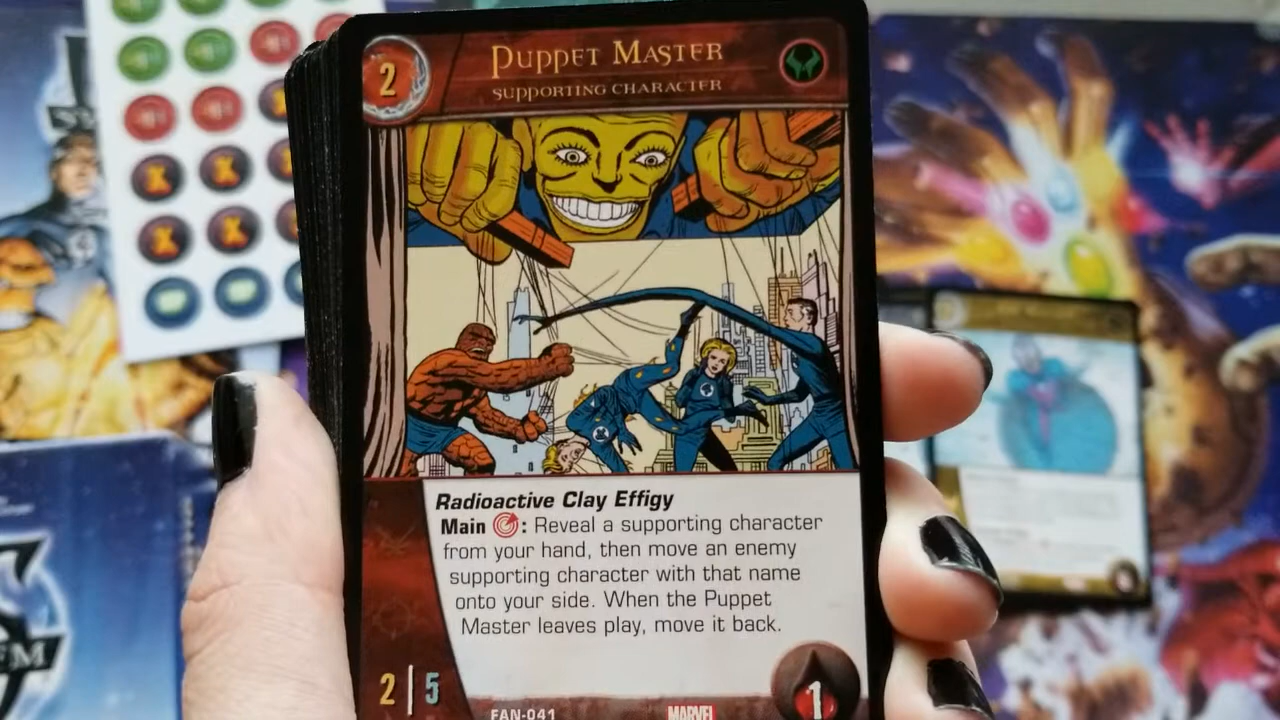 2
Puppet Master
SUPPORTING CHARACTER
Radioactive Clay Effigy
Main : Reveal a supporting character
from your hand, then move an enemy
supporting character with that name
onto your side. When the Puppet
Master leaves play, move it back.
2 | 5
FAN-041
MARVEL
1